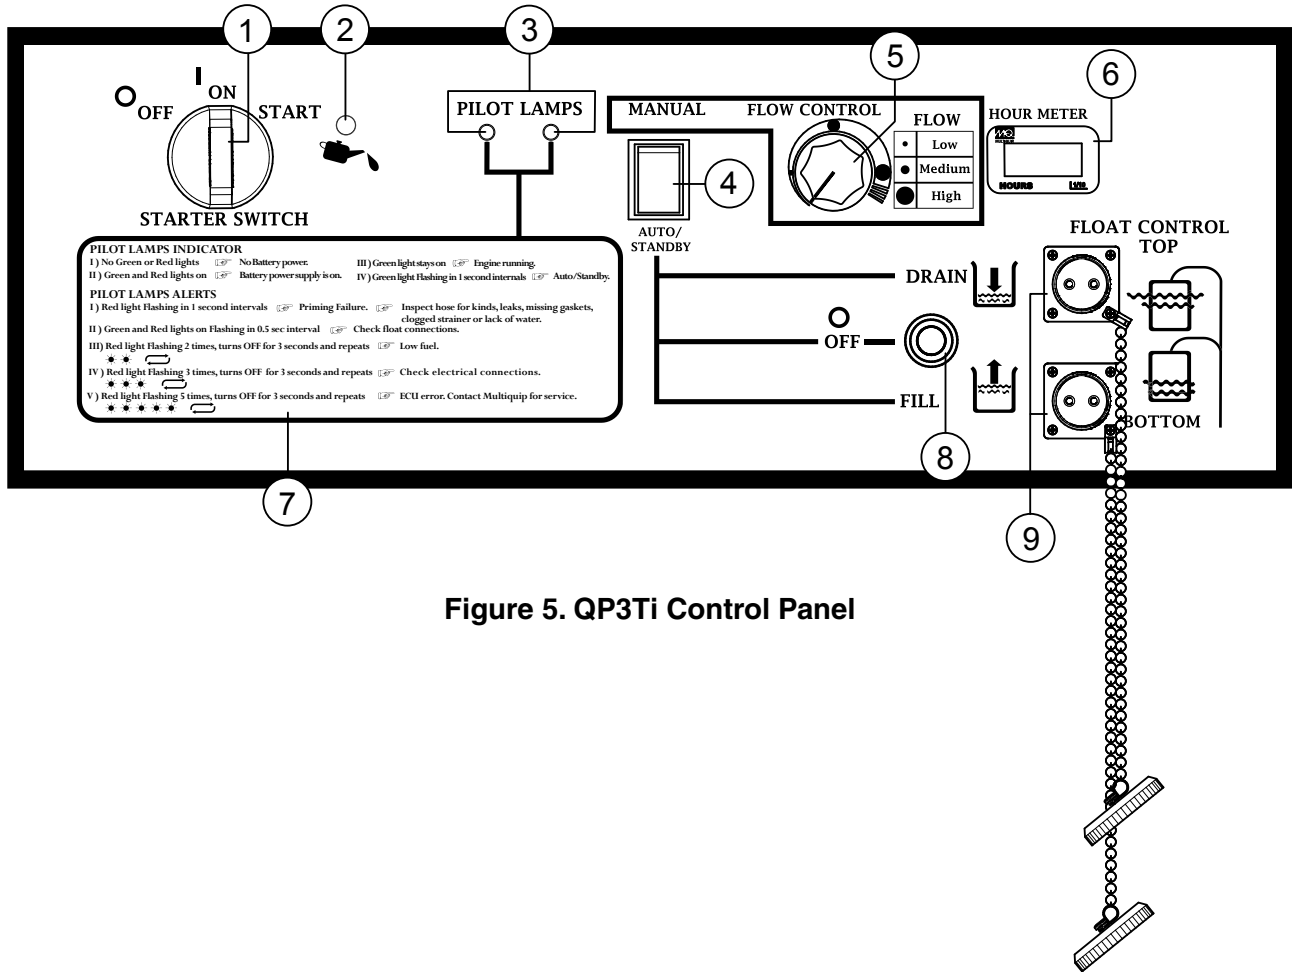 1
2
3
5
6
ON
OFF
START
PILOT LAMPS
MANUAL
FLOW CONTROL
FLOW
Low
Medium
High
HOUR METER
MQ
HOURS
4
STARTER SWITCH
AUTO/
STANDBY
FLOAT CONTROL
TOP
PILOT LAMPS INDICATOR
I ) No Green or Red lights ☞ No Battery power.
II ) Green and Red lights on ☞ Battery power supply is on.
III ) Green light stays on ☞ Engine running.
IV ) Green light Flashing in 1 second internals ☞ Auto/Standby.
PILOT LAMPS ALERTS
I ) Red light Flashing in 1 second intervals ☞ Priming Failure. ☞ Inspect hose for kinds, leaks, missing gaskets,
clogged strainer or lack of water.
II ) Green and Red lights on Flashing in 0.5 sec interval ☞ Check float connections.
III) Red light Flashing 2 times, turns OFF for 3 seconds and repeats ☞ Low fuel.
IV ) Red light Flashing 3 times, turns OFF for 3 seconds and repeats ☞ Check electrical connections.
V ) Red light Flashing 5 times, turns OFF for 3 seconds and repeats ☞ ECU error. Contact Multiquip for service.
DRAIN
OFF
FILL
BOTTOM
8
7
9
Figure 5. QP3Ti Control Panel